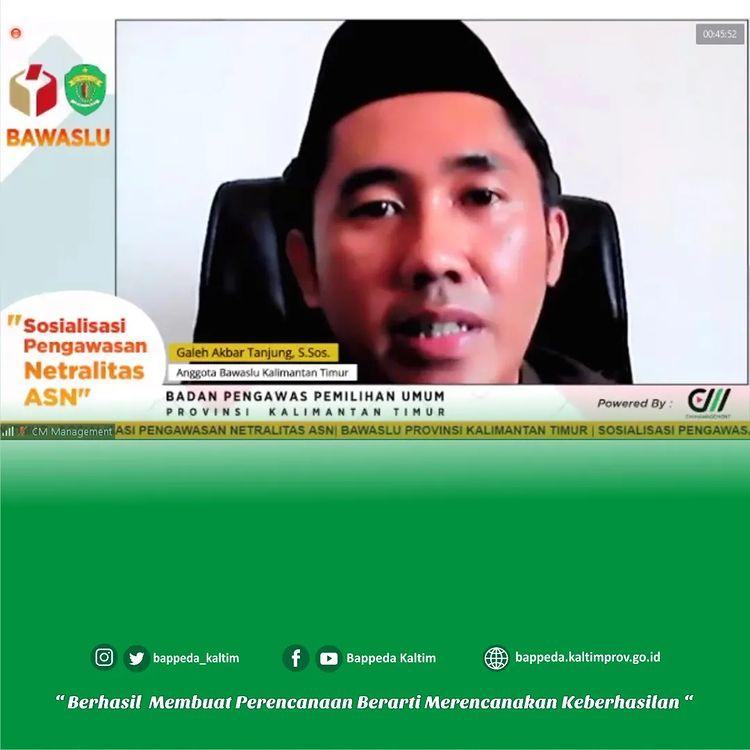 00:45:52
BAWASLU
"Sosialisasi
Pengawasan
Netralitas
ASN"
Galeh Akbar Tanjung, S.Sos.
Anggota Bawaslu Kalimantan Timur
BADAN PENGAWAS PEMILIHAN UMUM
PROVINSI KALIMANTAN TIMUR
Powered By :
CM Management
ASI PENGAWASAN NETRALITAS ASN| BAWASLU PROVINSI KALIMANTAN TIMUR | SOSIALISASI PENGAWAS
bappeda_kaltim
Bappeda Kaltim
bappeda.kaltimprov.go.id
“ Berhasil Membuat Perencanaan Berarti Merencanakan Keberhasilan “